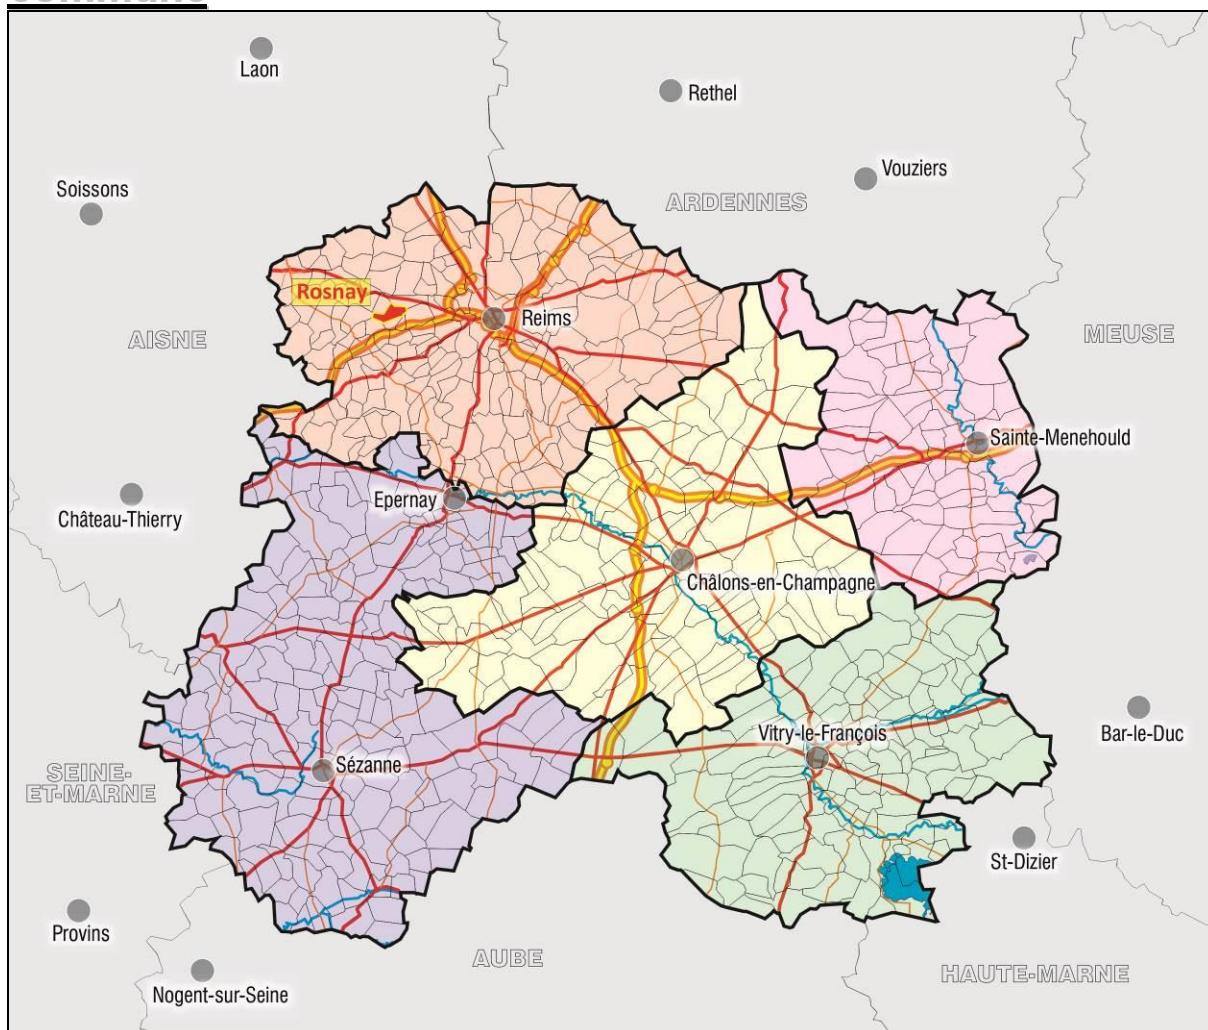 Laon
Rethel
Vouziers
Soissons
ARDENNES
Rosnay
Reims
AISNE
MEUSE
Sainte-Menehould
Epernay
Château-Thierry
Châlons-en-Champagne
Bar-le-Duc
Vitry-le-François
Sézanne
SEINE-
ET-MARNE
St-Dizier
Provins
AUBE
HAUTE-MARNE
Nogent-sur-Seine